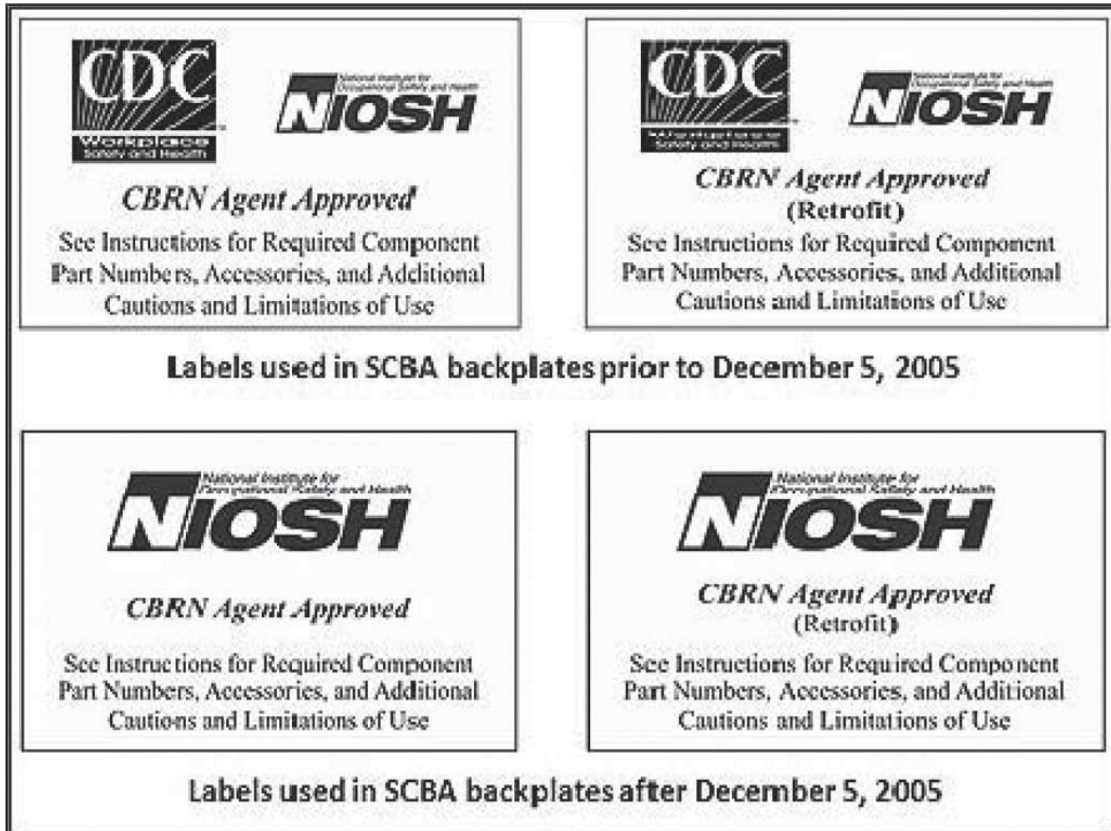 CDC
Workplace
Safety and Health
National Institute for
Occupational Safety and Health
NIOSH
CBRN Agent Approved
See Instructions for Required Component
Part Numbers, Accessories, and Additional
Cautions and Limitations of Use
CDC
Workplace
Safety and Health
National Institute for
Occupational Safety and Health
NIOSH
CBRN Agent Approved
(Retrofit)
See Instructions for Required Component
Part Numbers, Accessories, and Additional
Cautions and Limitations of Use
Labels used in SCBA backplates prior to December 5, 2005
National Institute for
Occupational Safety and Health
NIOSH
CBRN Agent Approved
See Instructions for Required Component
Part Numbers, Accessories, and Additional
Cautions and Limitations of Use
National Institute for
Occupational Safety and Health
NIOSH
CBRN Agent Approved
(Retrofit)
See Instructions for Required Component
Part Numbers, Accessories, and Additional
Cautions and Limitations of Use
Labels used in SCBA backplates after December 5, 2005